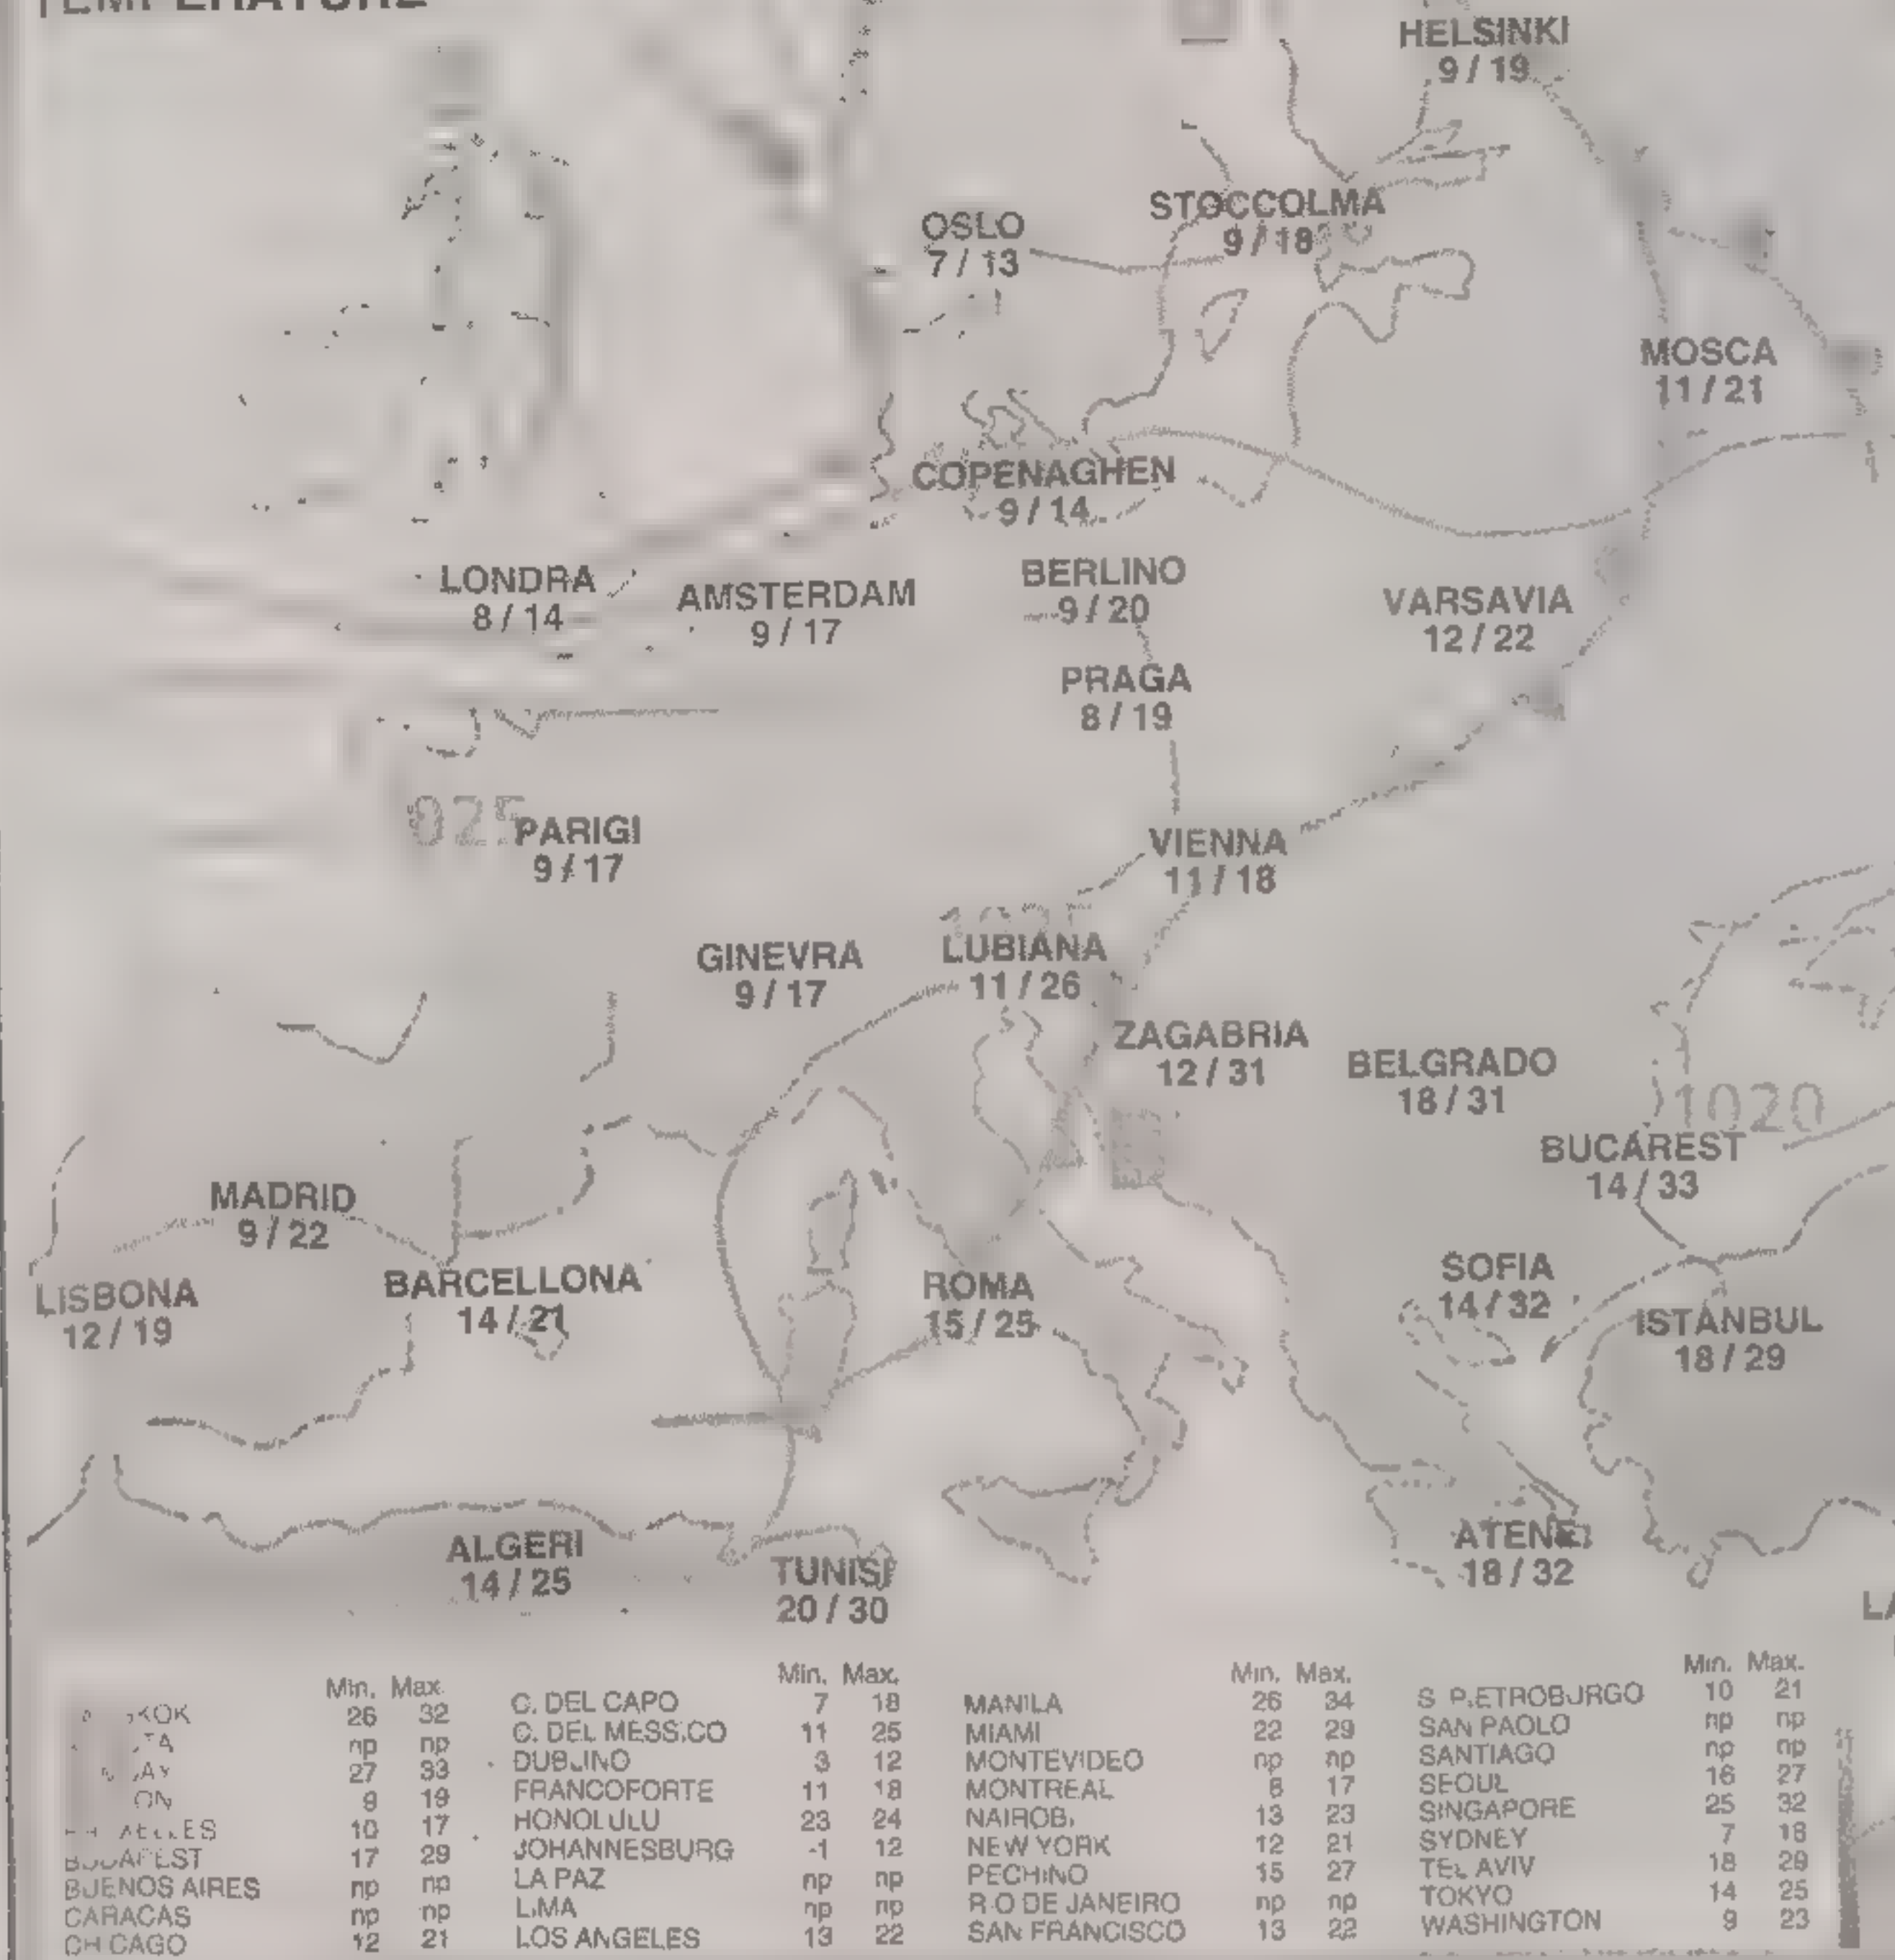 TEMPERATURE
HELSINKI
9 / 19
STOCCOLMA
9 / 18
OSLO
7 / 13
MOSCA
11 / 21
COPENAGHEN
9 / 14
LONDRA
8 / 14
AMSTERDAM
9 / 17
BERLINO
9 / 20
VARSAVIA
12 / 22
PRAGA
8 / 19
025
PARIGI
9 / 17
VIENNA
11 / 18
GINEVRA
9 / 17
LUBIANA
11 / 26
ZAGABRIA
12 / 31
BELGRADO
18 / 31
1020
BUCAREST
14 / 33
MADRID
9 / 22
LISBONA
12 / 19
BARCELLONA
14 / 21
ROMA
15 / 25
SOFIA
14 / 32
ISTANBUL
18 / 29
ALGERI
14 / 25
TUNISI
20 / 30
ATENE
18 / 32
Min. Max.
26 32
np np
27 33
9 19
10 17
BUDAPEST 17 29
BUENOS AIRES np np
CARACAS np np
CHICAGO 12 21
Min. Max.
C. DEL CAPO 7 18
C. DEL MESSICO 11 25
DUBLINO 3 12
FRANCOFORTE 11 18
HONOLULU 23 24
JOHANNESBURG -1 12
LA PAZ np np
LIMA np np
LOS ANGELES 13 22
Min. Max.
MANILA 26 34
MIAMI 22 29
MONTEVIDEO np np
MONTREAL 8 17
NAIROBI 13 23
NEW YORK 12 21
PECHINO 15 27
RIO DE JANEIRO np np
SAN FRANCISCO 13 22
Min. Max.
S. PIETROBURGO 10 21
SAN PAOLO np np
SANTIAGO np np
SEOUL 16 27
SINGAPORE 25 32
SYDNEY 7 18
TEL AVIV 18 29
TOKYO 14 25
WASHINGTON 9 23